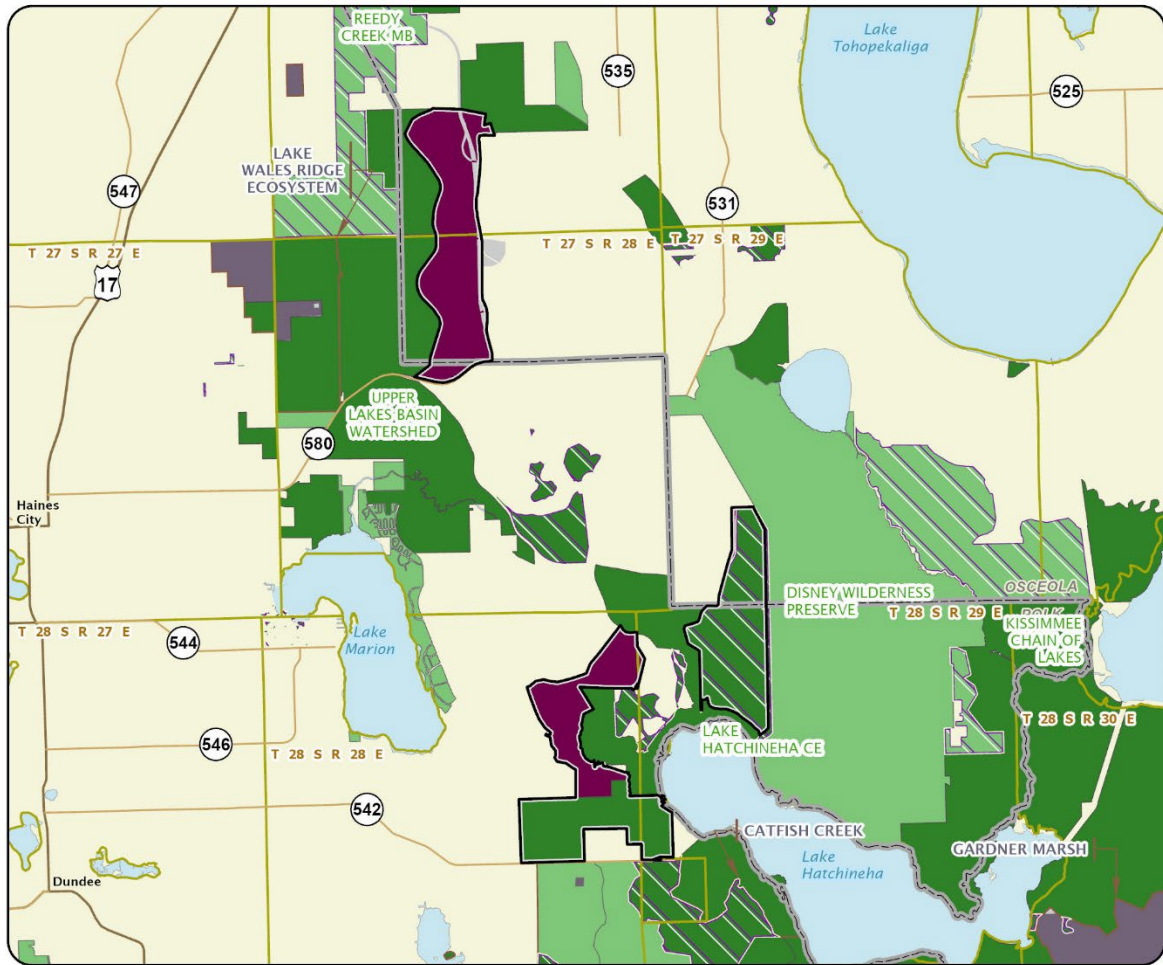 REEDY
CREEK MB
Lake
Tohopekaliga
535
525
LAKE
WALES RIDGE
ECOSYSTEM
547
531
T 27 S R 27 E
T 27 S R 28 E
T 27 S R 29 E
17
UPPER
LAKES BASIN
WATERSHED
580
Haines
City
OSCEOLA
POLK
DISNEY WILDERNESS
PRESERVE
T 28 S R 29 E
KISSIMMEE
CHAIN OF
LAKES
T 28 S R 27 E
544
Lake
Marion
T 28 S R 30 E
546
T 28 S R 28 E
LAKE
HATCHINEHA CE
542
CATFISH CREEK
GARDNER MARSH
Lake
Hatchineha
Dundee